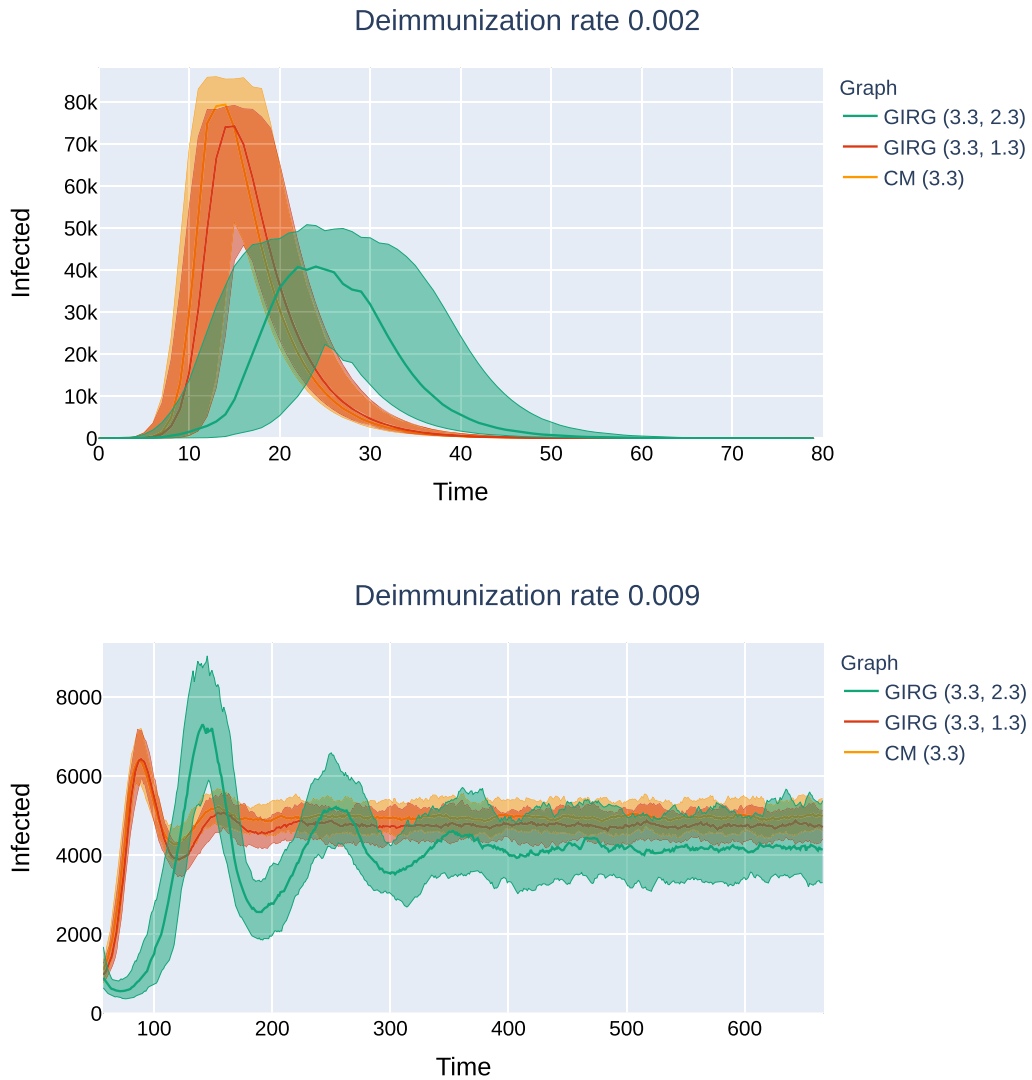 Deimmunization rate 0.002
Infected
80k
70k
60k
50k
40k
30k
20k
10k
0
0 10 20 30 40 50 60 70 80
Time
Graph
GIRG (3.3, 2.3)
GIRG (3.3, 1.3)
CM (3.3)
Deimmunization rate 0.009
Infected
8000
6000
4000
2000
0
100 200 300 400 500 600
Time
Graph
GIRG (3.3, 2.3)
GIRG (3.3, 1.3)
CM (3.3)